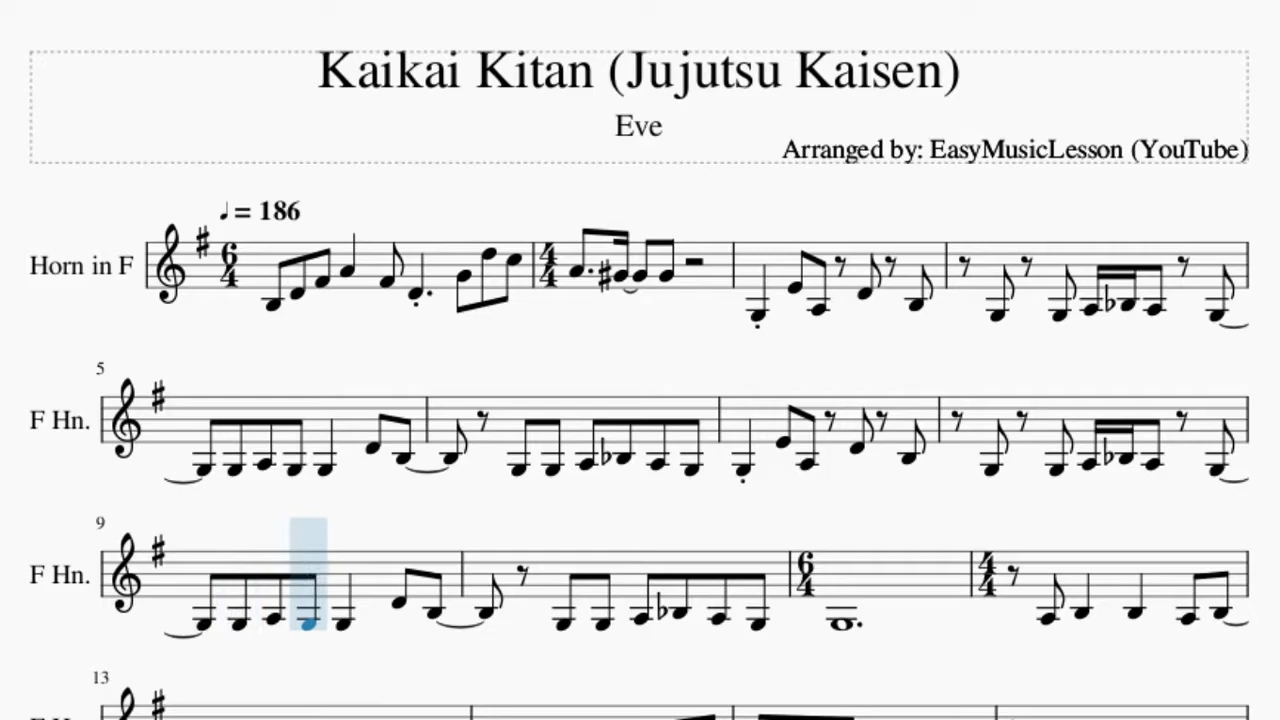 Kaikai Kitan (Jujutsu Kaisen)
Eve
Arranged by: EasyMusicLesson (YouTube)
♩ = 186
Horn in F
6
4
4
4
5
F Hn.
9
F Hn.
6
4
4
4
13